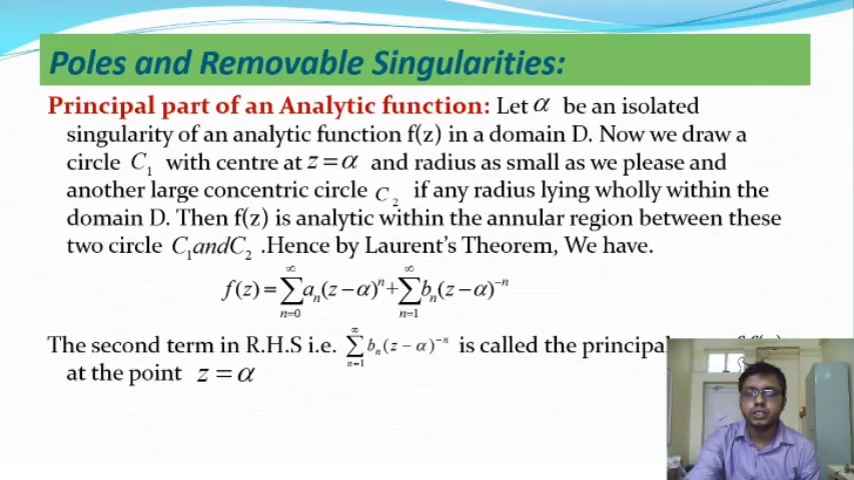 Poles and Removable Singularities:
Principal part of an Analytic function: Let α be an isolated
singularity of an analytic function f(z) in a domain D. Now we draw a
circle C₁ with centre at z = α and radius as small as we please and
another large concentric circle C₂ if any radius lying wholly within the
domain D. Then f(z) is analytic within the annular region between these
two circle C₁andC₂ .Hence by Laurent's Theorem, We have.
f(z) = ∑_{n=0}^{∞} aₙ(z−α)ⁿ + ∑_{n=1}^{∞} bₙ(z−α)⁻ⁿ
The second term in R.H.S i.e. ∑_{n=1}^{∞} bₙ(z − α)⁻ⁿ is called the principal
at the point z = α